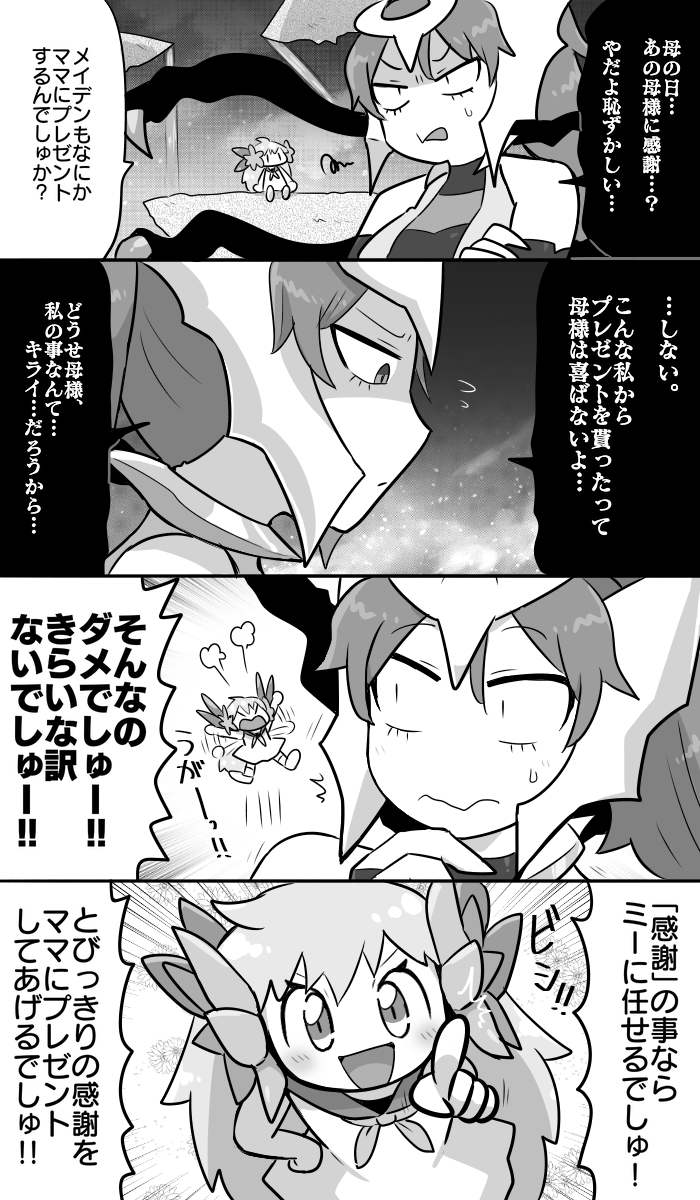 母の日…
あの母様に感謝…？
やだよ恥ずかしい…
メイデンもなにか
ママにプレゼント
するんでしゅか？
…しない。
こんな私から
プレゼントを貰ったって
母様は喜ばないよ…
どうせ母様、
私の事なんて…
キライ…だろうから…
そんなの
ダメでしゅー!!
きらいな訳
ないでしゅー!!
っがーっっ!!
「感謝」の事なら
ミーに任せるでしゅ！
ビシ!!
とびっきりの感謝を
ママにプレゼント
してあげるでしゅ!!